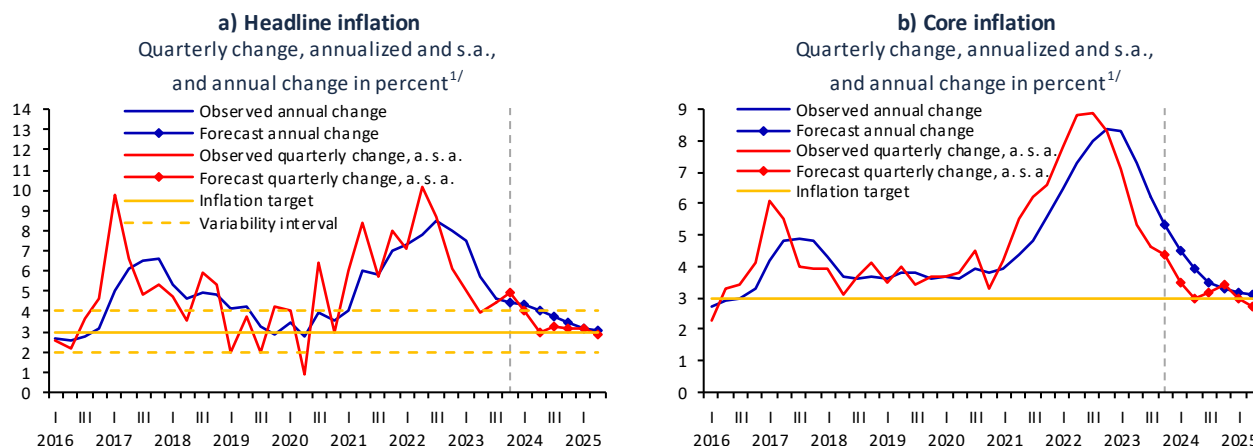 a) Headline inflation
Quarterly change, annualized and s.a.,
and annual change in percent1/
14
13
12
11
10
9
8
7
6
5
4
3
2
1
0
Observed annual change
Forecast annual change
Observed quarterly change, a. s. a.
Forecast quarterly change, a. s. a.
Inflation target
Variability interval
I III I III I III I III I III I III I III I III I III I III
2016 2017 2018 2019 2020 2021 2022 2023 2024 2025
b) Core inflation
Quarterly change, annualized and s.a.,
and annual change in percent1/
9
8
7
6
5
4
3
2
1
0
Observed annual change
Forecast annual change
Observed quarterly change, a. s. a.
Forecast quarterly change, a. s. a.
Inflation target
I III I III I III I III I III I III I III I III I III I
2016 2017 2018 2019 2020 2021 2022 2023 2024 2025